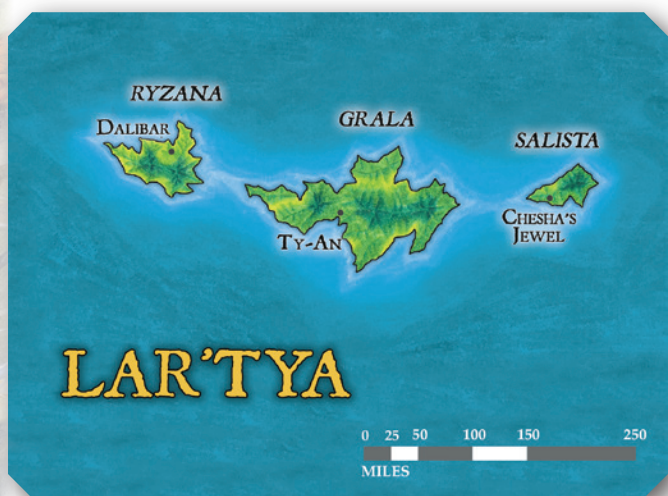 RYZANA
DALIBAR
GRALA
SALISTA
TY-AN
CHESHA'S
JEWEL
LAR'TYA
0 25 50 100 150 250
MILES